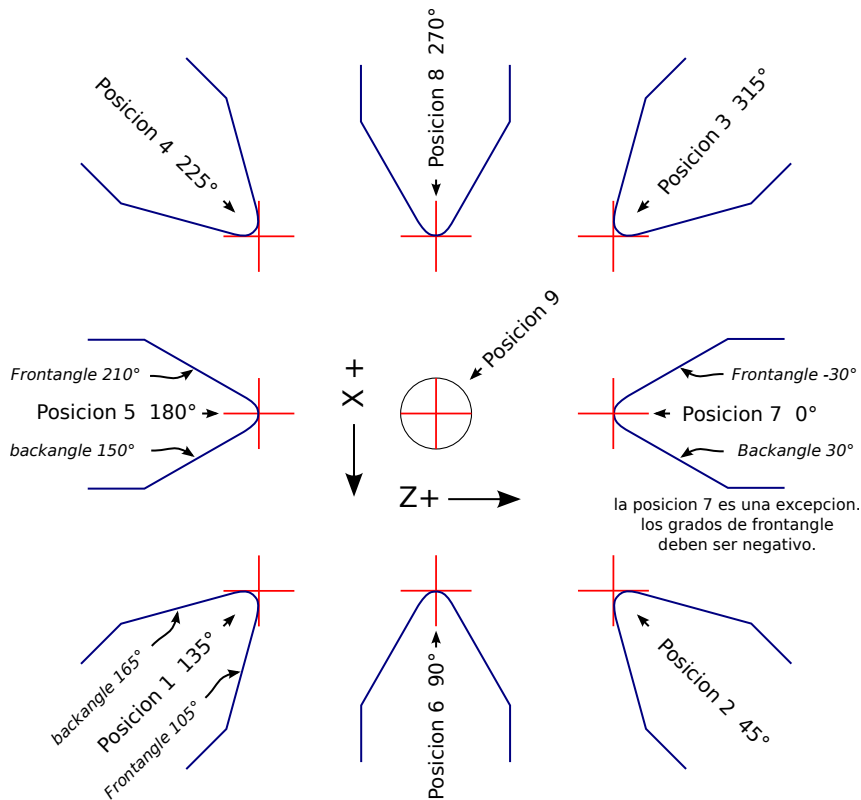 Posicion 4 225°
Posicion 8 270°
Posicion 3 315°
Posicion 9
Frontangle 210°
Posicion 5 180°
backangle 150°
X +
Z+
Frontangle -30°
Posicion 7 0°
Backangle 30°
la posicion 7 es una excepcion.
los grados de frontangle
deben ser negativo.
backangle 165°
Posicion 1 135°
Frontangle 105°
Posicion 6 90°
Posicion 2 45°